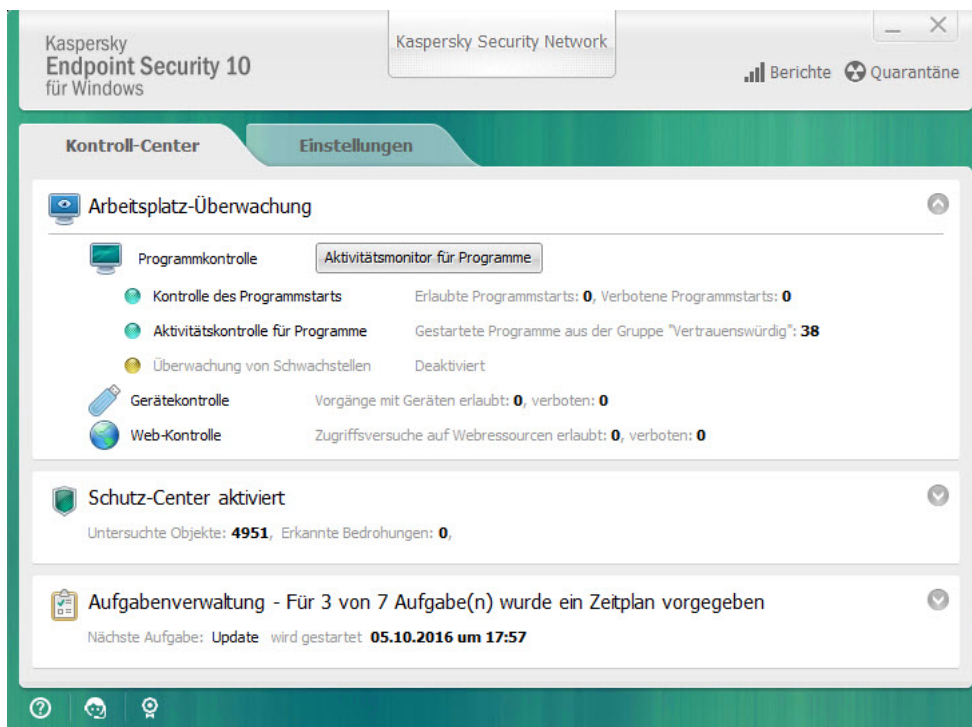 Kaspersky
Endpoint Security 10
für Windows
Kaspersky Security Network
Berichte
Quarantäne
Kontroll-Center
Einstellungen
Arbeitsplatz-Überwachung
Programmkontrolle
Aktivitätsmonitor für Programme
Kontrolle des Programmstarts
Erlaubte Programmstarts: 0, Verbotene Programmstarts: 0
Aktivitätskontrolle für Programme
Gestartete Programme aus der Gruppe "Vertrauenswürdig": 38
Überwachung von Schwachstellen
Deaktiviert
Gerätekontrolle
Vorgänge mit Geräten erlaubt: 0, verboten: 0
Web-Kontrolle
Zugriffsversuche auf Webressourcen erlaubt: 0, verboten: 0
Schutz-Center aktiviert
Untersuchte Objekte: 4951, Erkannte Bedrohungen: 0,
Aufgabenverwaltung - Für 3 von 7 Aufgabe(n) wurde ein Zeitplan vorgegeben
Nächste Aufgabe: Update wird gestartet 05.10.2016 um 17:57